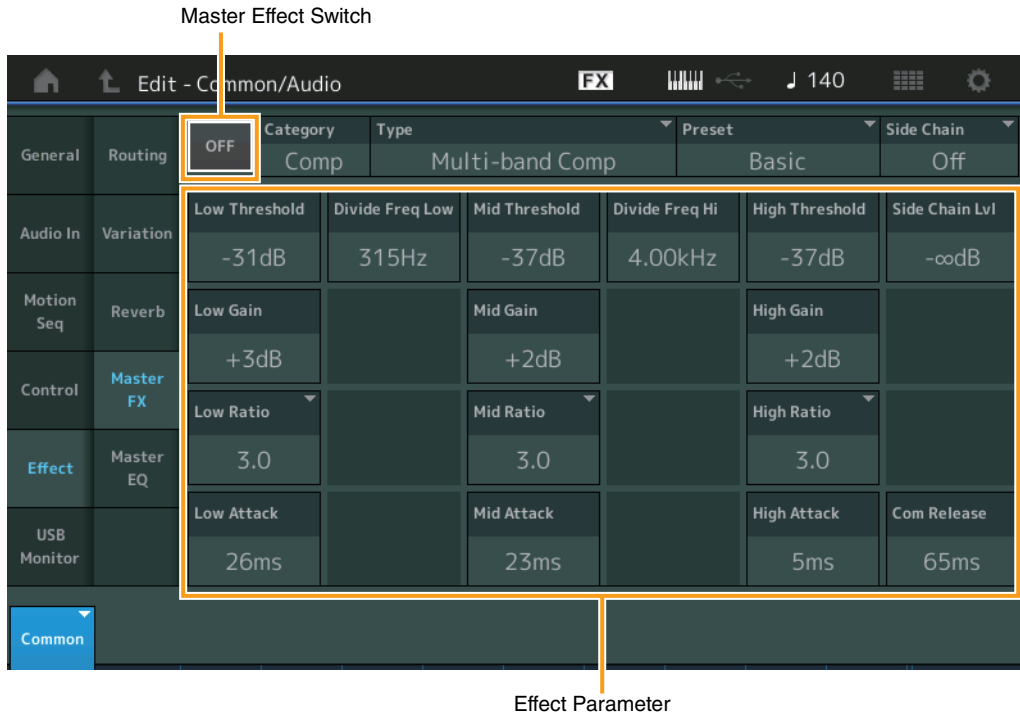 Master Effect Switch
Edit - Common/Audio
FX
♩ 140
General
Routing
OFF
Category
Comp
Type
Multi-band Comp
Preset
Basic
Side Chain
Off
Audio In
Variation
Low Threshold
-31dB
Divide Freq Low
315Hz
Mid Threshold
-37dB
Divide Freq Hi
4.00kHz
High Threshold
-37dB
Side Chain Lvl
-∞dB
Motion
Seq
Reverb
Low Gain
+3dB
Mid Gain
+2dB
High Gain
+2dB
Control
Master
FX
Low Ratio
3.0
Mid Ratio
3.0
High Ratio
3.0
Effect
Master
EQ
Low Attack
26ms
Mid Attack
23ms
High Attack
5ms
Com Release
65ms
USB
Monitor
Common
Effect Parameter